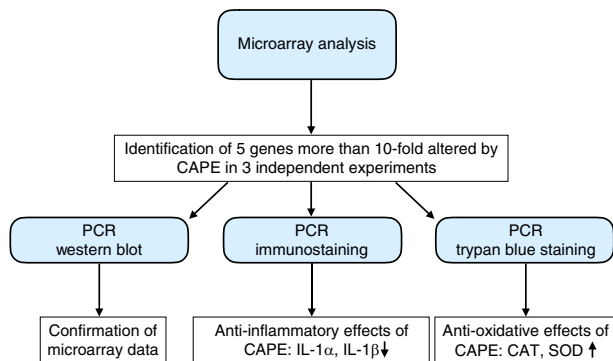 Microarray analysis
Identification of 5 genes more than 10-fold altered by
CAPE in 3 independent experiments
PCR
western blot
PCR
immunostaining
PCR
trypan blue staining
Confirmation of
microarray data
Anti-inflammatory effects of
CAPE: IL-1α, IL-1β↓
Anti-oxidative effects of
CAPE: CAT, SOD ↑